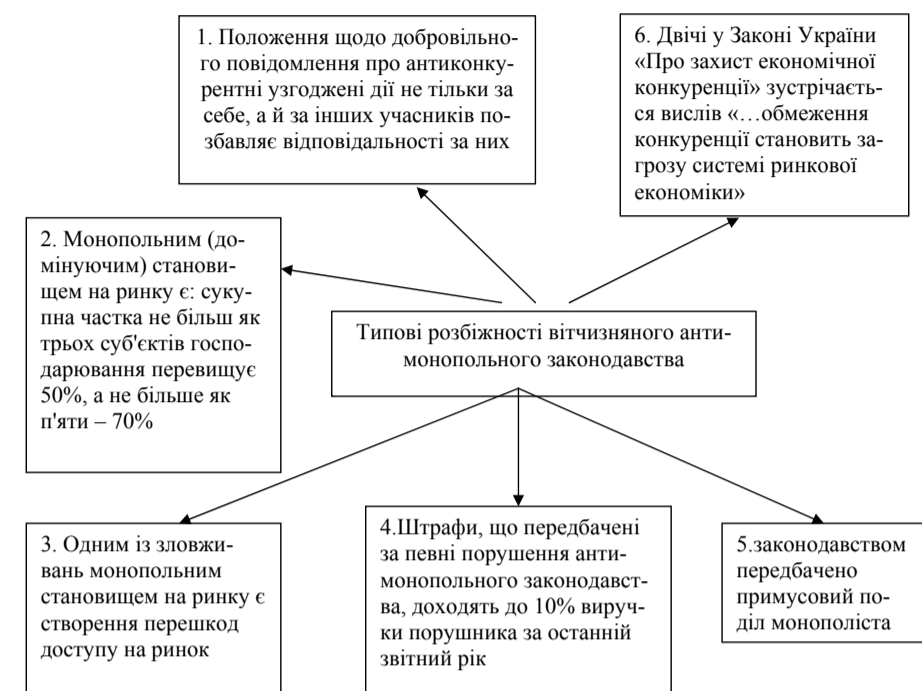 1. Положення щодо добровільно-
го повідомлення про антиконку-
рентні узгоджені дії не тільки за
себе, а й за інших учасників по-
збавляє відповідальності за них
6. Двічі у Законі України
«Про захист економічної
конкуренції» зустрічаєть-
ся вислів «…обмеження
конкуренції становить за-
грозу системі ринкової
економіки»
2. Монопольним (до-
мінуючим) станови-
щем на ринку є: суку-
пна частка не більш як
трьох суб'єктів госпо-
дарювання перевищує
50%, а не більше як
п'яти – 70%
Типові розбіжності вітчизняного анти-
монопольного законодавства
3. Одним із зловжи-
вань монопольним
становищем на ринку є
створення перешкод
доступу на ринок
4.Штрафи, що передбачені
за певні порушення анти-
монопольного законодавст-
ва, доходять до 10% вируч-
ки порушника за останній
звітний рік
5.законодавством
передбачено
примусовий по-
діл монополіста